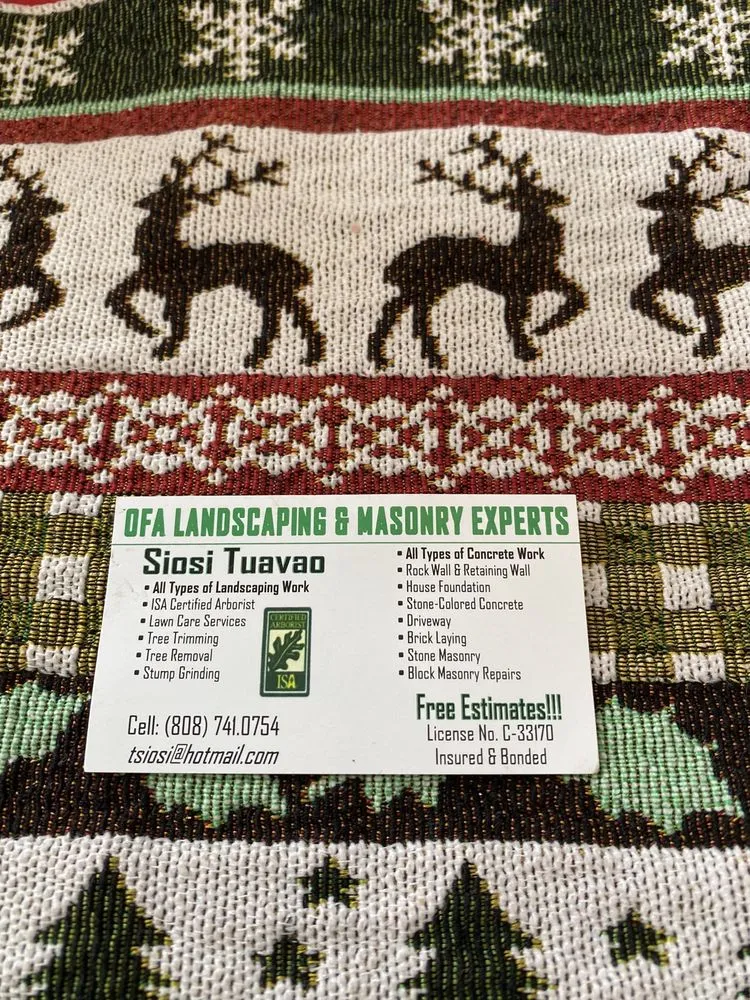 OFA LANDSCAPING & MASONRY EXPERTS
Siosi Tuavao
• All Types of Landscaping Work
• ISA Certified Arborist
• Lawn Care Services
• Tree Trimming
• Tree Removal
• Stump Grinding
CERTIFIED
ARBORIST
ISA
Cell: (808) 741.0754
tsiosi@hotmail.com
• All Types of Concrete Work
• Rock Wall & Retaining Wall
• House Foundation
• Stone-Colored Concrete
• Driveway
• Brick Laying
• Stone Masonry
• Block Masonry Repairs
Free Estimates!!!
License No. C-33170
Insured & Bonded